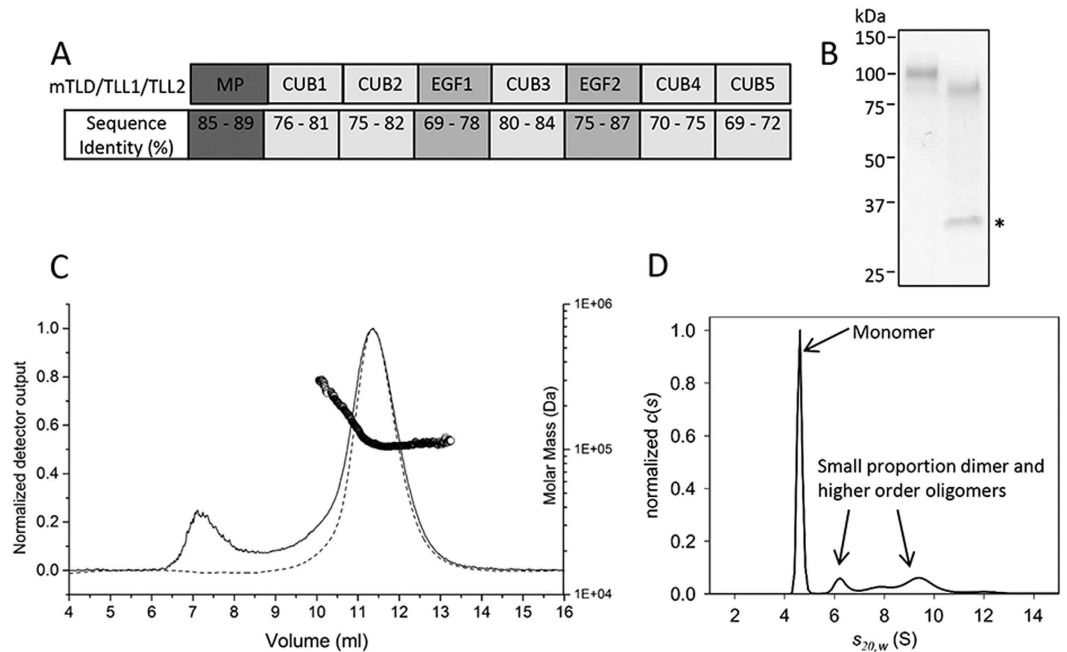 A
mTLD/TLL1/TLL2 MP CUB1 CUB2 EGF1 CUB3 EGF2 CUB4 CUB5
Sequence Identity (%) 85 - 89 76 - 81 75 - 82 69 - 78 80 - 84 75 - 87 70 - 75 69 - 72
B
kDa
150
100
75
50
37
*
25
C
Normalized detector output
1.0
0.8
0.6
0.4
0.2
0.0
4 5 6 7 8 9 10 11 12 13 14 15 16
Volume (ml)
1E+06
1E+05
1E+04
Molar Mass (Da)
D
normalized c(s)
1.0
0.8
0.6
0.4
0.2
0.0
Monomer
Small proportion dimer and
higher order oligomers
2 4 6 8 10 12 14
s20,w (S)